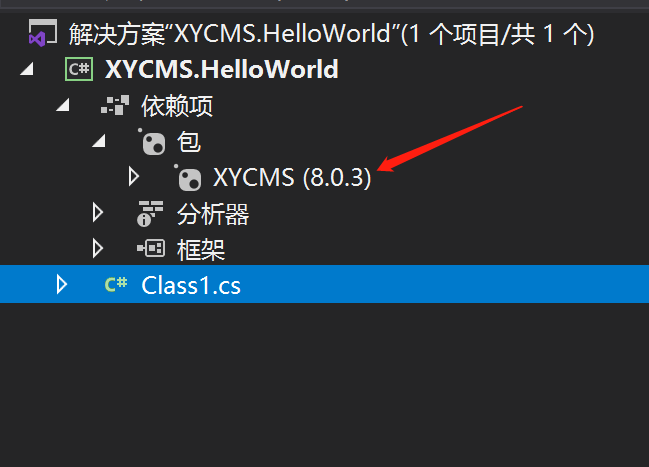 解决方案“XYCMS.HelloWorld”(1 个项目/共 1 个)
C# XYCMS.HelloWorld
依赖项
包
XYCMS (8.0.3)
分析器
框架
C# Class1.cs